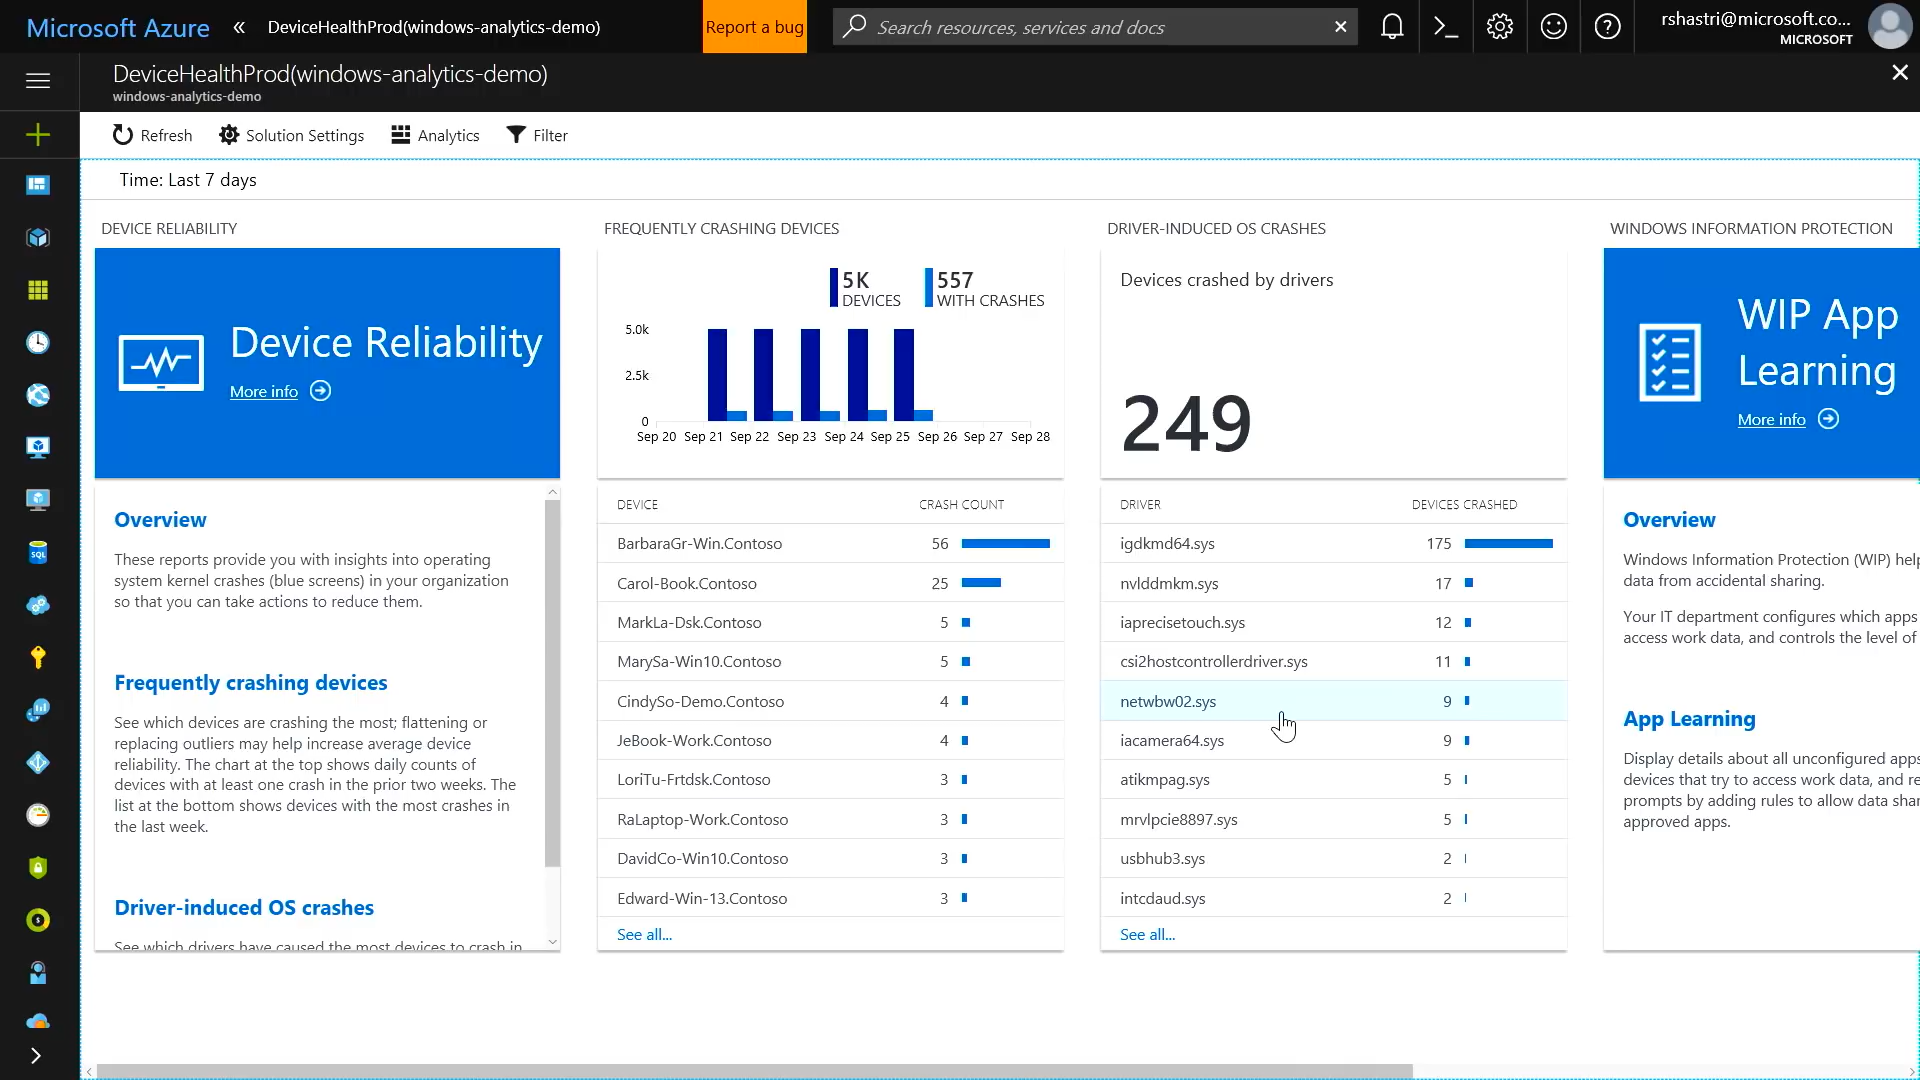 Microsoft Azure
«
DeviceHealthProd(windows-analytics-demo)
Report a bug
Search resources, services and docs
rshastri@microsoft.co...
MICROSOFT
DeviceHealthProd(windows-analytics-demo)
windows-analytics-demo
Refresh
Solution Settings
Analytics
Filter
Time: Last 7 days
DEVICE RELIABILITY
Device Reliability
More info
Overview
These reports provide you with insights into operating
system kernel crashes (blue screens) in your organization
so that you can take actions to reduce them.
Frequently crashing devices
See which devices are crashing the most; flattening or
replacing outliers may help increase average device
reliability. The chart at the top shows daily counts of
devices with at least one crash in the prior two weeks. The
list at the bottom shows devices with the most crashes in
the last week.
Driver-induced OS crashes
See which drivers have caused the most devices to crash in
FREQUENTLY CRASHING DEVICES
5K
DEVICES
557
WITH CRASHES
5.0k
2.5k
0
Sep 20 Sep 21 Sep 22 Sep 23 Sep 24 Sep 25 Sep 26 Sep 27 Sep 28
DEVICE CRASH COUNT
BarbaraGr-Win.Contoso 56
Carol-Book.Contoso 25
MarkLa-Dsk.Contoso 5
MarySa-Win10.Contoso 5
CindySo-Demo.Contoso 4
JeBook-Work.Contoso 4
LoriTu-Frtdsk.Contoso 3
RaLaptop-Work.Contoso 3
DavidCo-Win10.Contoso 3
Edward-Win-13.Contoso 3
See all...
DRIVER-INDUCED OS CRASHES
Devices crashed by drivers
249
DRIVER DEVICES CRASHED
igdkmd64.sys 175
nvlddmkm.sys 17
iaprecisetouch.sys 12
csi2hostcontrollerdriver.sys 11
netwbw02.sys 9
iacamera64.sys 9
atikmpag.sys 5
mrvlpcie8897.sys 5
usbhub3.sys 2
intcdaud.sys 2
See all...
WINDOWS INFORMATION PROTECTION
WIP App
Learning
More info
Overview
Windows Information Protection (WIP) help
data from accidental sharing.
Your IT department configures which apps
access work data, and controls the level of
App Learning
Display details about all unconfigured apps
devices that try to access work data, and re
prompts by adding rules to allow data shar
approved apps.
SQL